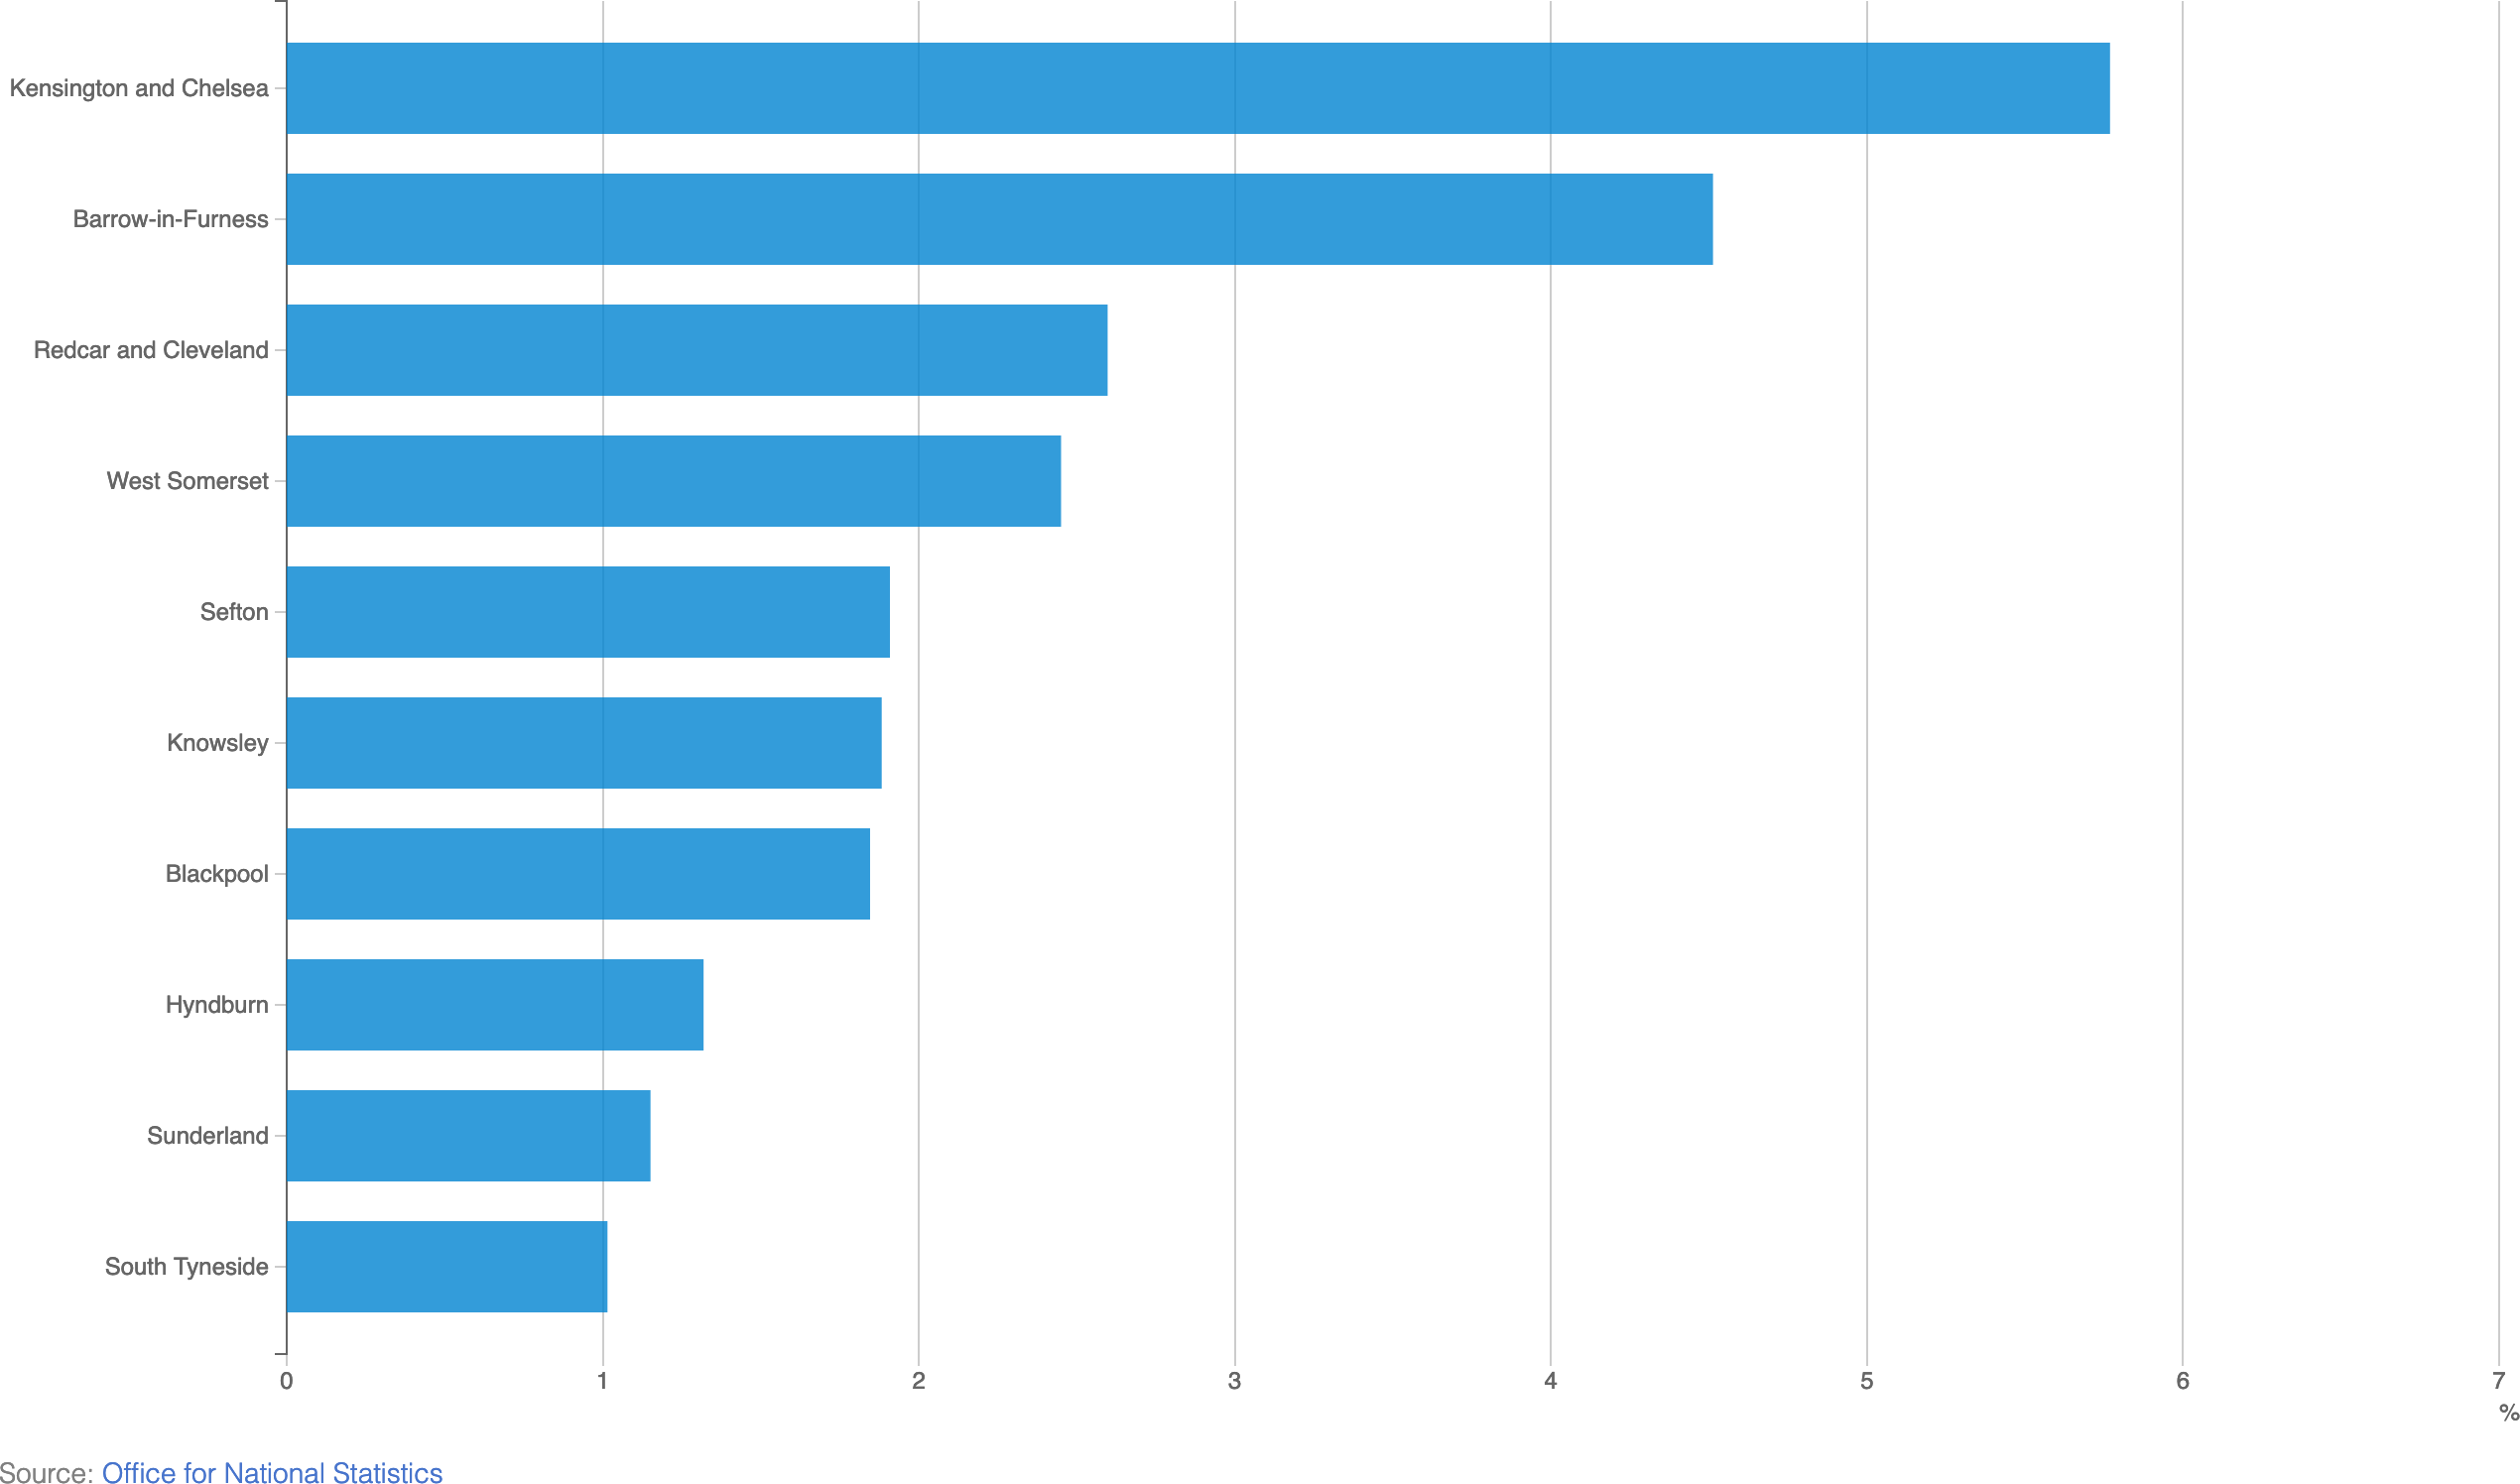 Kensington and Chelsea
Barrow-in-Furness
Redcar and Cleveland
West Somerset
Sefton
Knowsley
Blackpool
Hyndburn
Sunderland
South Tyneside
0 1 2 3 4 5 6 7
%
Source: Office for National Statistics